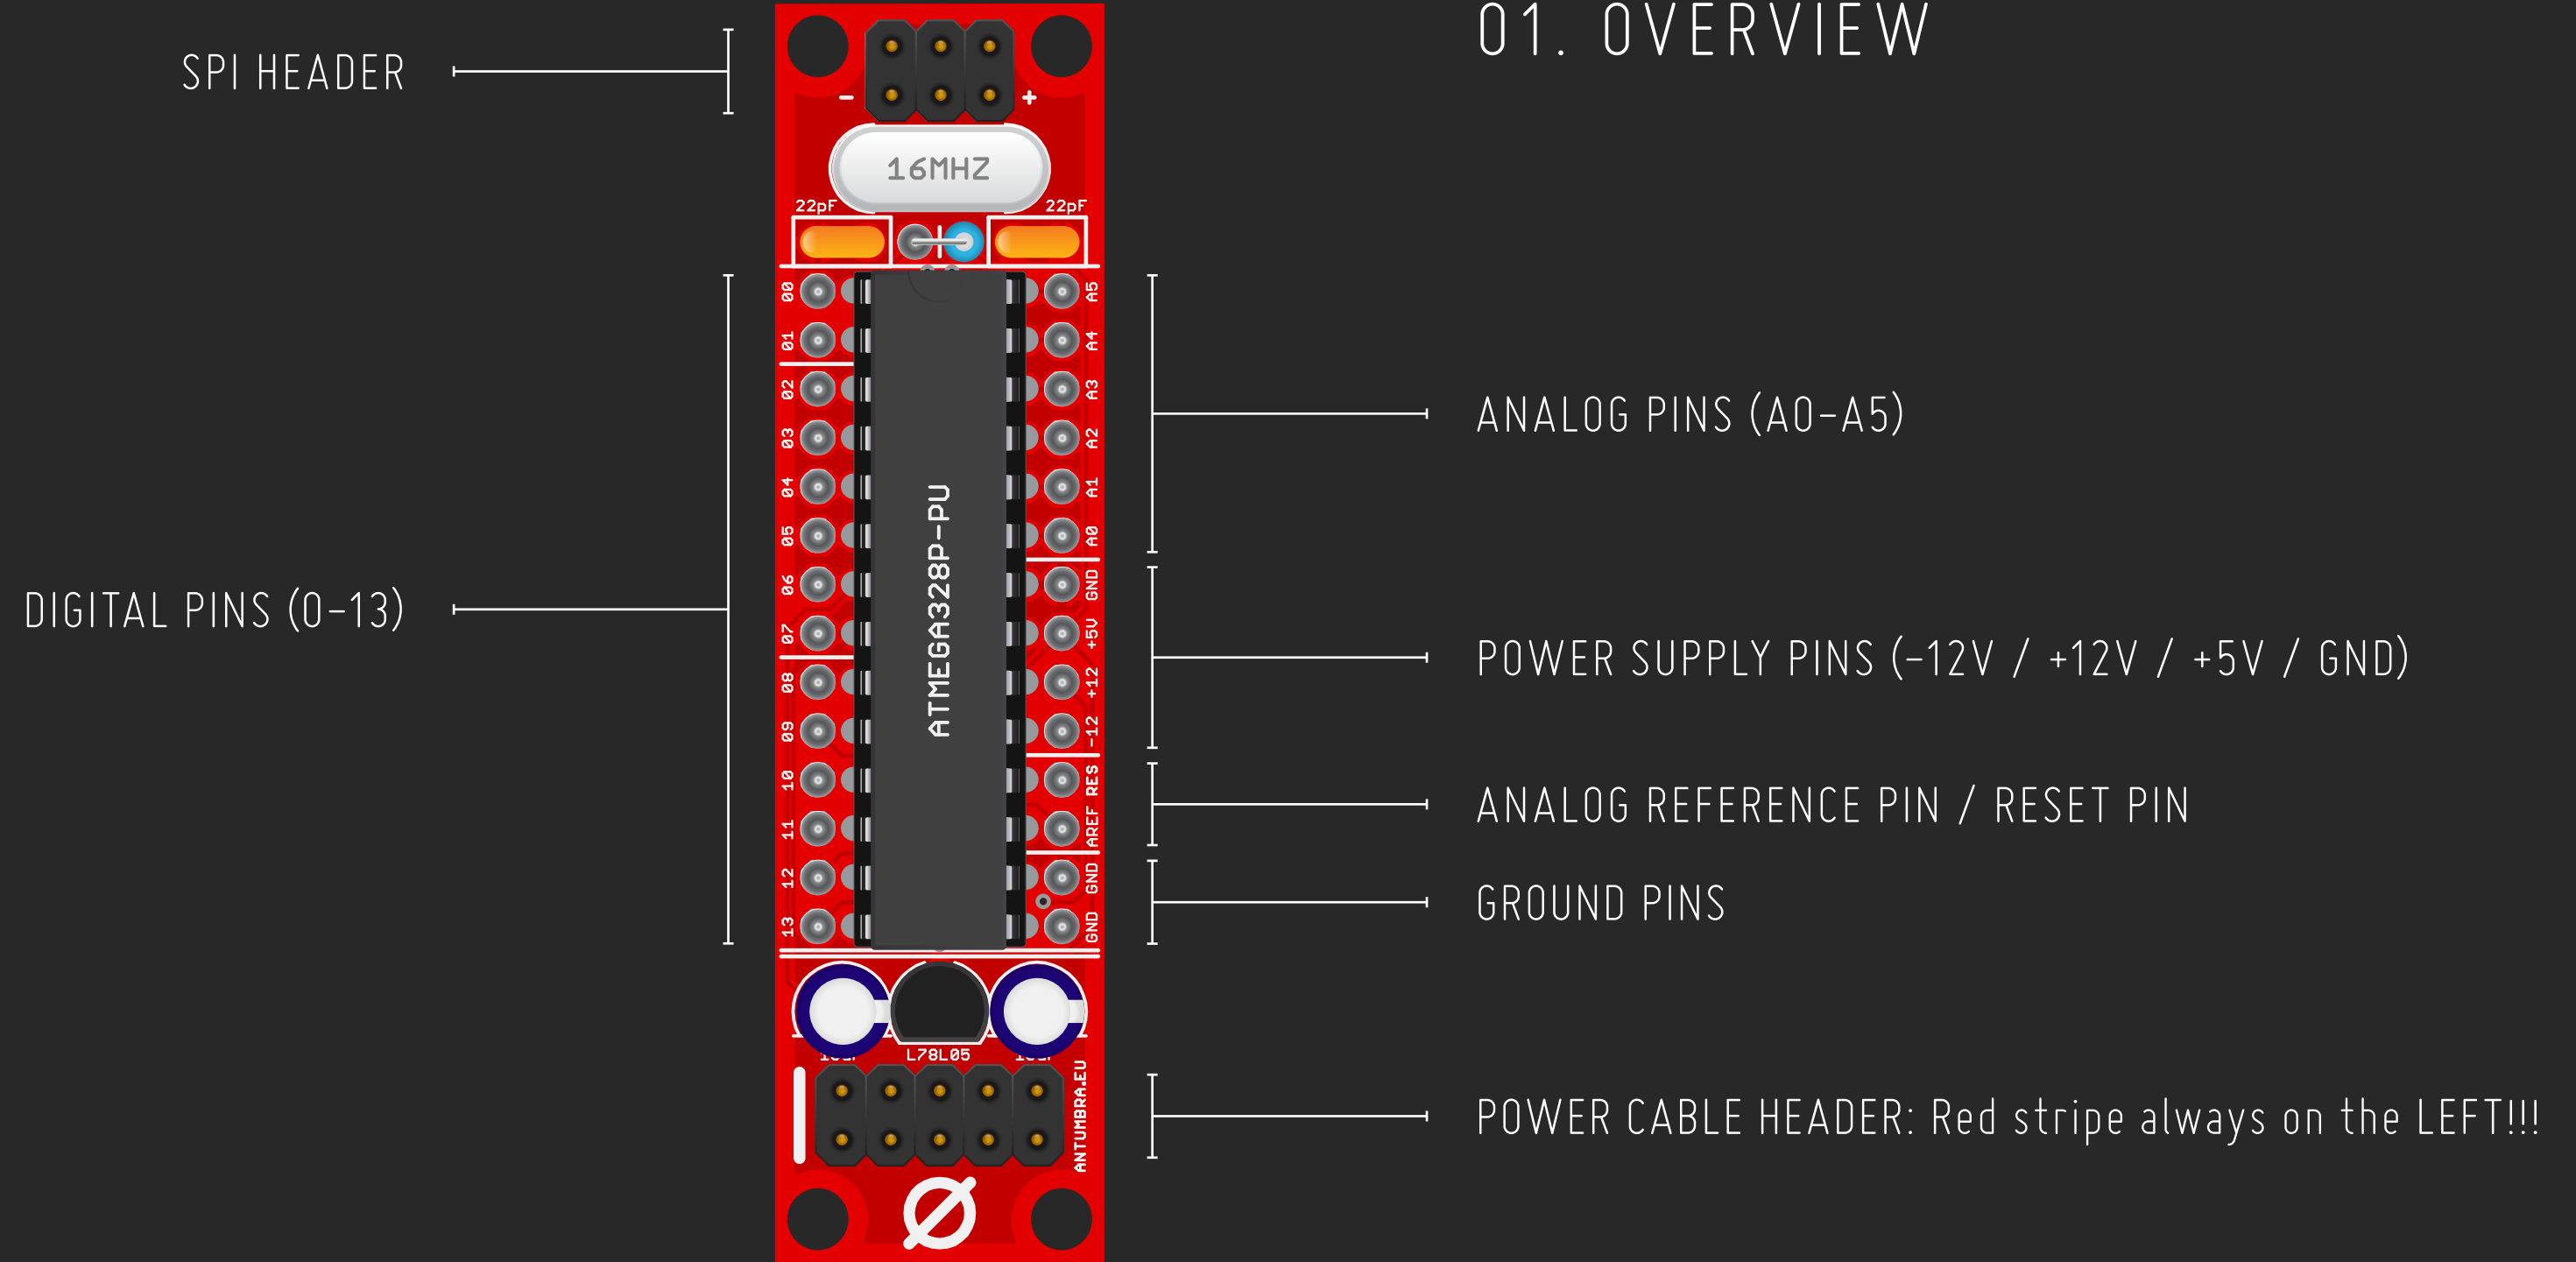 01. OVERVIEW
SPI HEADER
- +
16MHZ
22pF 22pF
00 A5
01 A4
02 A3
03 A2
04 A1
05 A0
06 GND
07 +5V
08 +12
09 -12
10 RES
11 AREF
12 GND
13 GND
ATMEGA328P-PU
ANALOG PINS (A0-A5)
DIGITAL PINS (0-13)
POWER SUPPLY PINS (-12V / +12V / +5V / GND)
ANALOG REFERENCE PIN / RESET PIN
GROUND PINS
L78L05
ANTUMBRA.EU
POWER CABLE HEADER: Red stripe always on the LEFT!!!